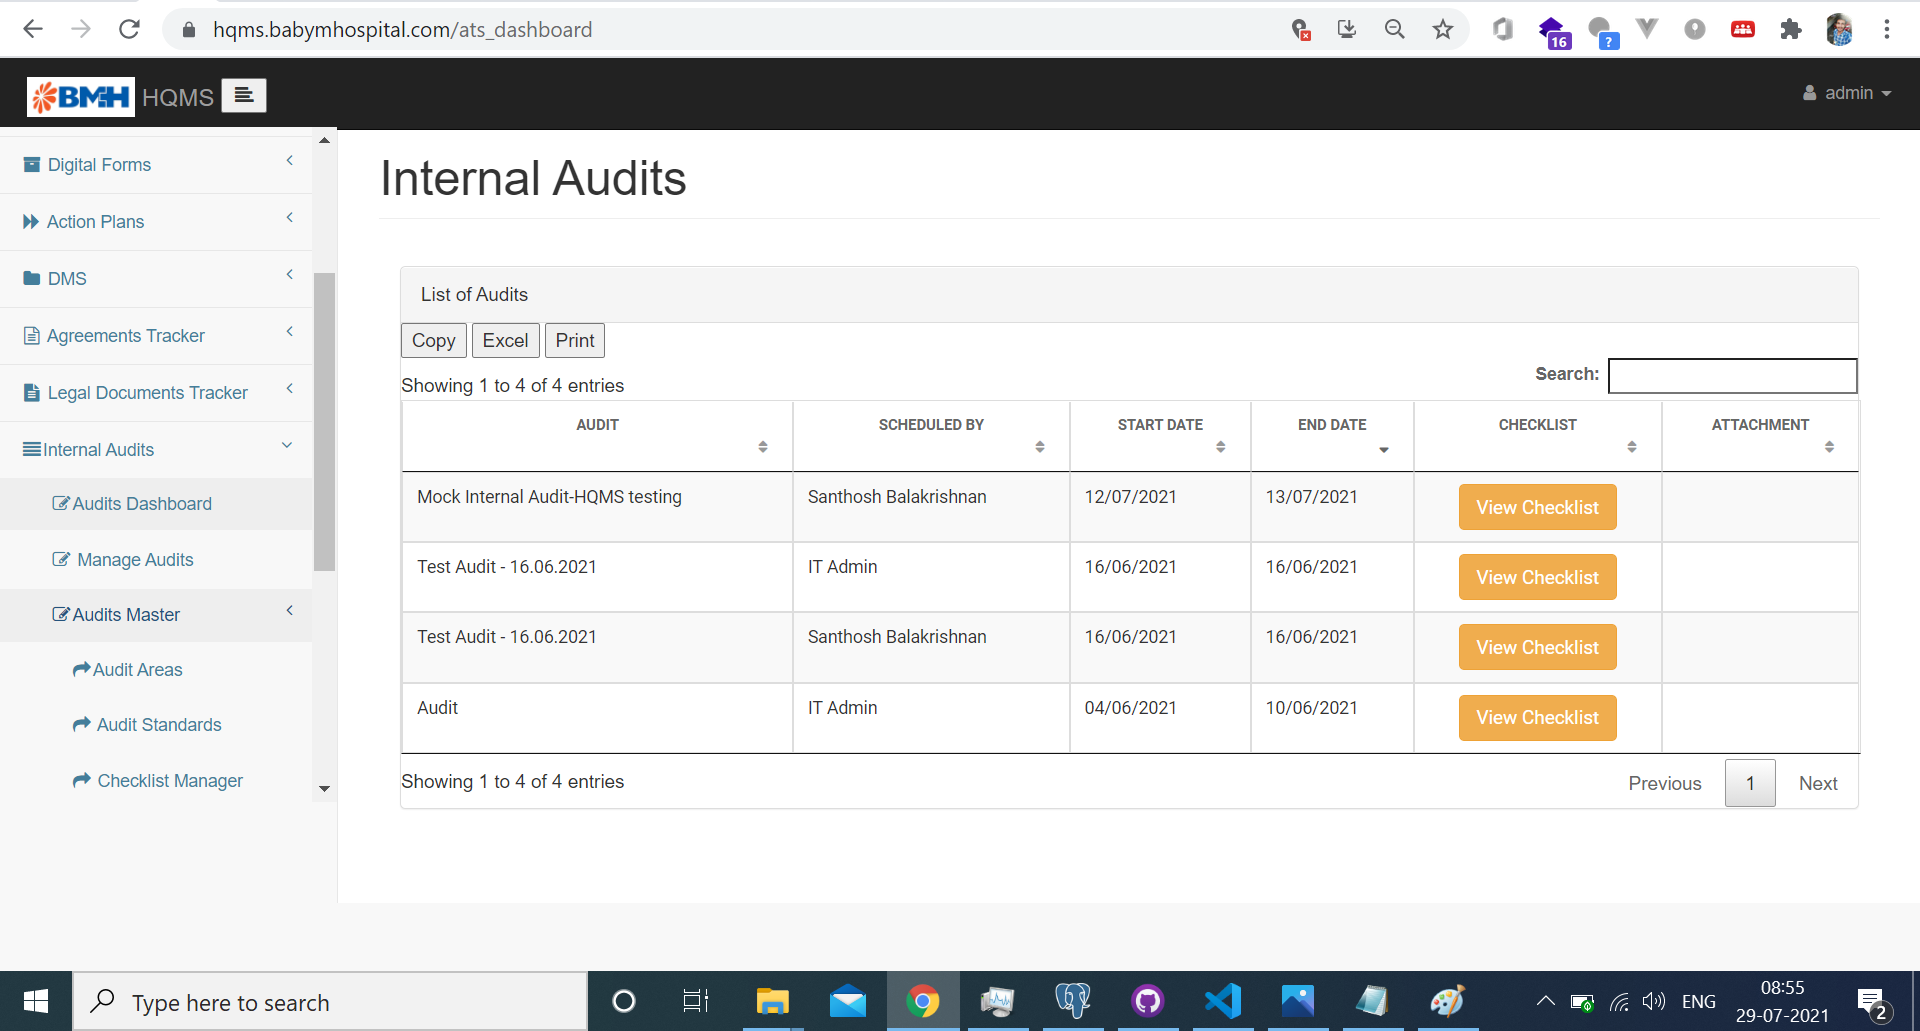 hqms.babymhospital.com/ats_dashboard
16
?
BMH HQMS
admin
Digital Forms
Action Plans
DMS
Agreements Tracker
Legal Documents Tracker
Internal Audits
Audits Dashboard
Manage Audits
Audits Master
Audit Areas
Audit Standards
Checklist Manager
Internal Audits
List of Audits
Copy Excel Print
Search:
Showing 1 to 4 of 4 entries
AUDIT SCHEDULED BY START DATE END DATE CHECKLIST ATTACHMENT
Mock Internal Audit-HQMS testing Santhosh Balakrishnan 12/07/2021 13/07/2021 View Checklist
Test Audit - 16.06.2021 IT Admin 16/06/2021 16/06/2021 View Checklist
Test Audit - 16.06.2021 Santhosh Balakrishnan 16/06/2021 16/06/2021 View Checklist
Audit IT Admin 04/06/2021 10/06/2021 View Checklist
Showing 1 to 4 of 4 entries
Previous 1 Next
Type here to search
ENG
08:55
29-07-2021
2